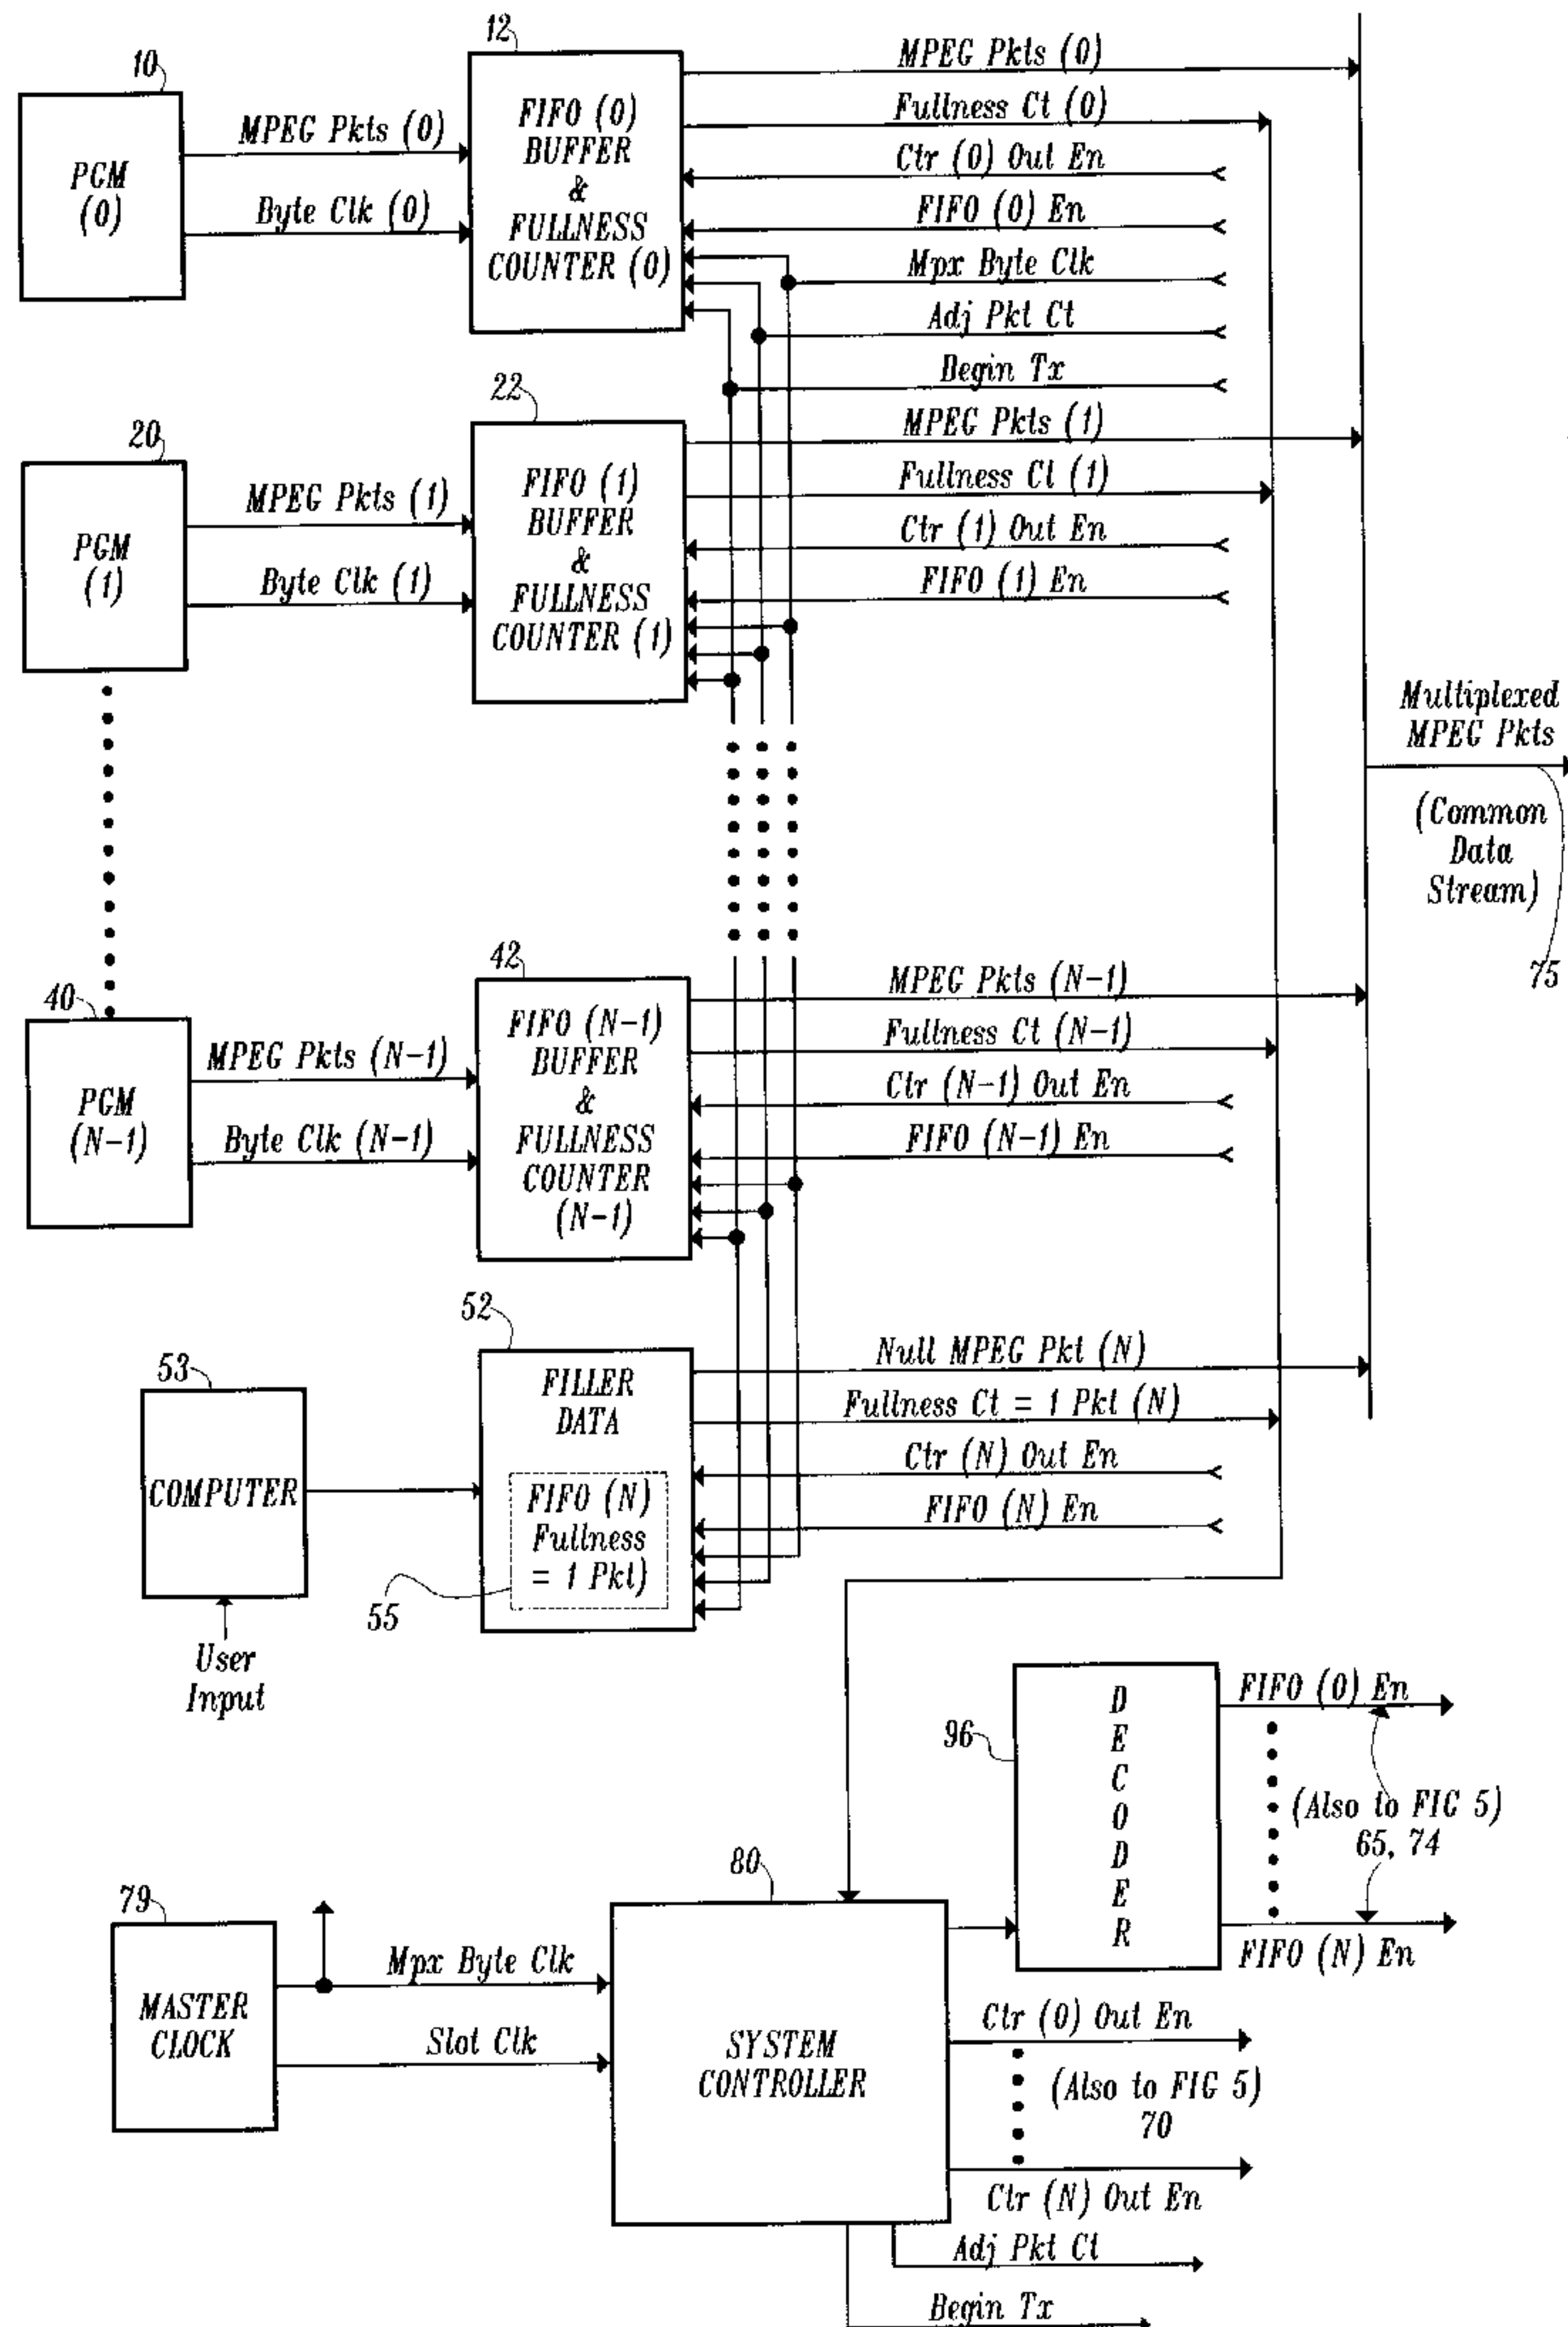 10
PGM
(0)
MPEG Pkts (0)
Byte Clk (0)
12
FIFO (0)
BUFFER
&
FULLNESS
COUNTER (0)
MPEG Pkts (0)
Fullness Ct (0)
Ctr (0) Out En
FIFO (0) En
Mpx Byte Clk
Adj Pkt Ct
Begin Tx
20
PGM
(1)
MPEG Pkts (1)
Byte Clk (1)
22
FIFO (1)
BUFFER
&
FULLNESS
COUNTER (1)
MPEG Pkts (1)
Fullness Ct (1)
Ctr (1) Out En
FIFO (1) En
Multiplexed
MPEG Pkts
(Common
Data
Stream)
75
40
PGM
(N-1)
MPEG Pkts (N-1)
Byte Clk (N-1)
42
FIFO (N-1)
BUFFER
&
FULLNESS
COUNTER
(N-1)
MPEG Pkts (N-1)
Fullness Ct (N-1)
Ctr (N-1) Out En
FIFO (N-1) En
53
COMPUTER
User
Input
52
FILLER
DATA
FIFO (N)
Fullness
= 1 Pkt)
55
Null MPEG Pkt (N)
Fullness Ct = 1 Pkt (N)
Ctr (N) Out En
FIFO (N) En
96
DECODER
FIFO (0) En
(Also to FIG 5)
65, 74
FIFO (N) En
79
MASTER
CLOCK
Mpx Byte Clk
Slot Clk
80
SYSTEM
CONTROLLER
Ctr (0) Out En
(Also to FIG 5)
70
Ctr (N) Out En
Adj Pkt Ct
Begin Tx